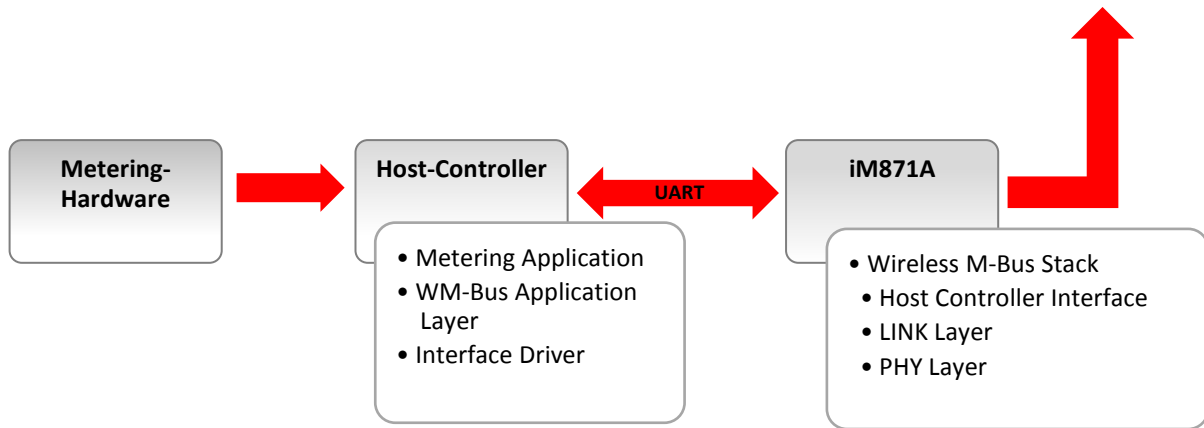 Metering-
Hardware
Host-Controller
UART
iM871A
• Metering Application
• WM-Bus Application
Layer
• Interface Driver
• Wireless M-Bus Stack
• Host Controller Interface
• LINK Layer
• PHY Layer